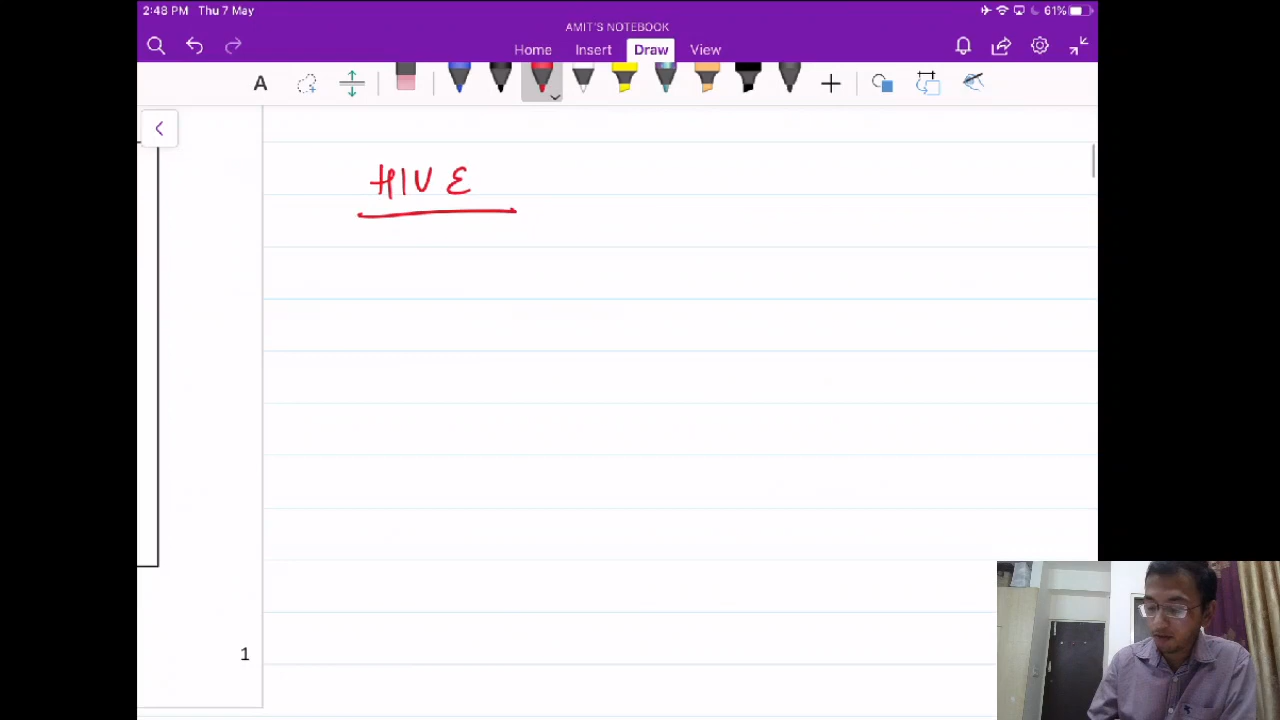 2:48 PM Thu 7 May 61%
AMIT'S NOTEBOOK
Home Insert Draw View
A
HIVE
1